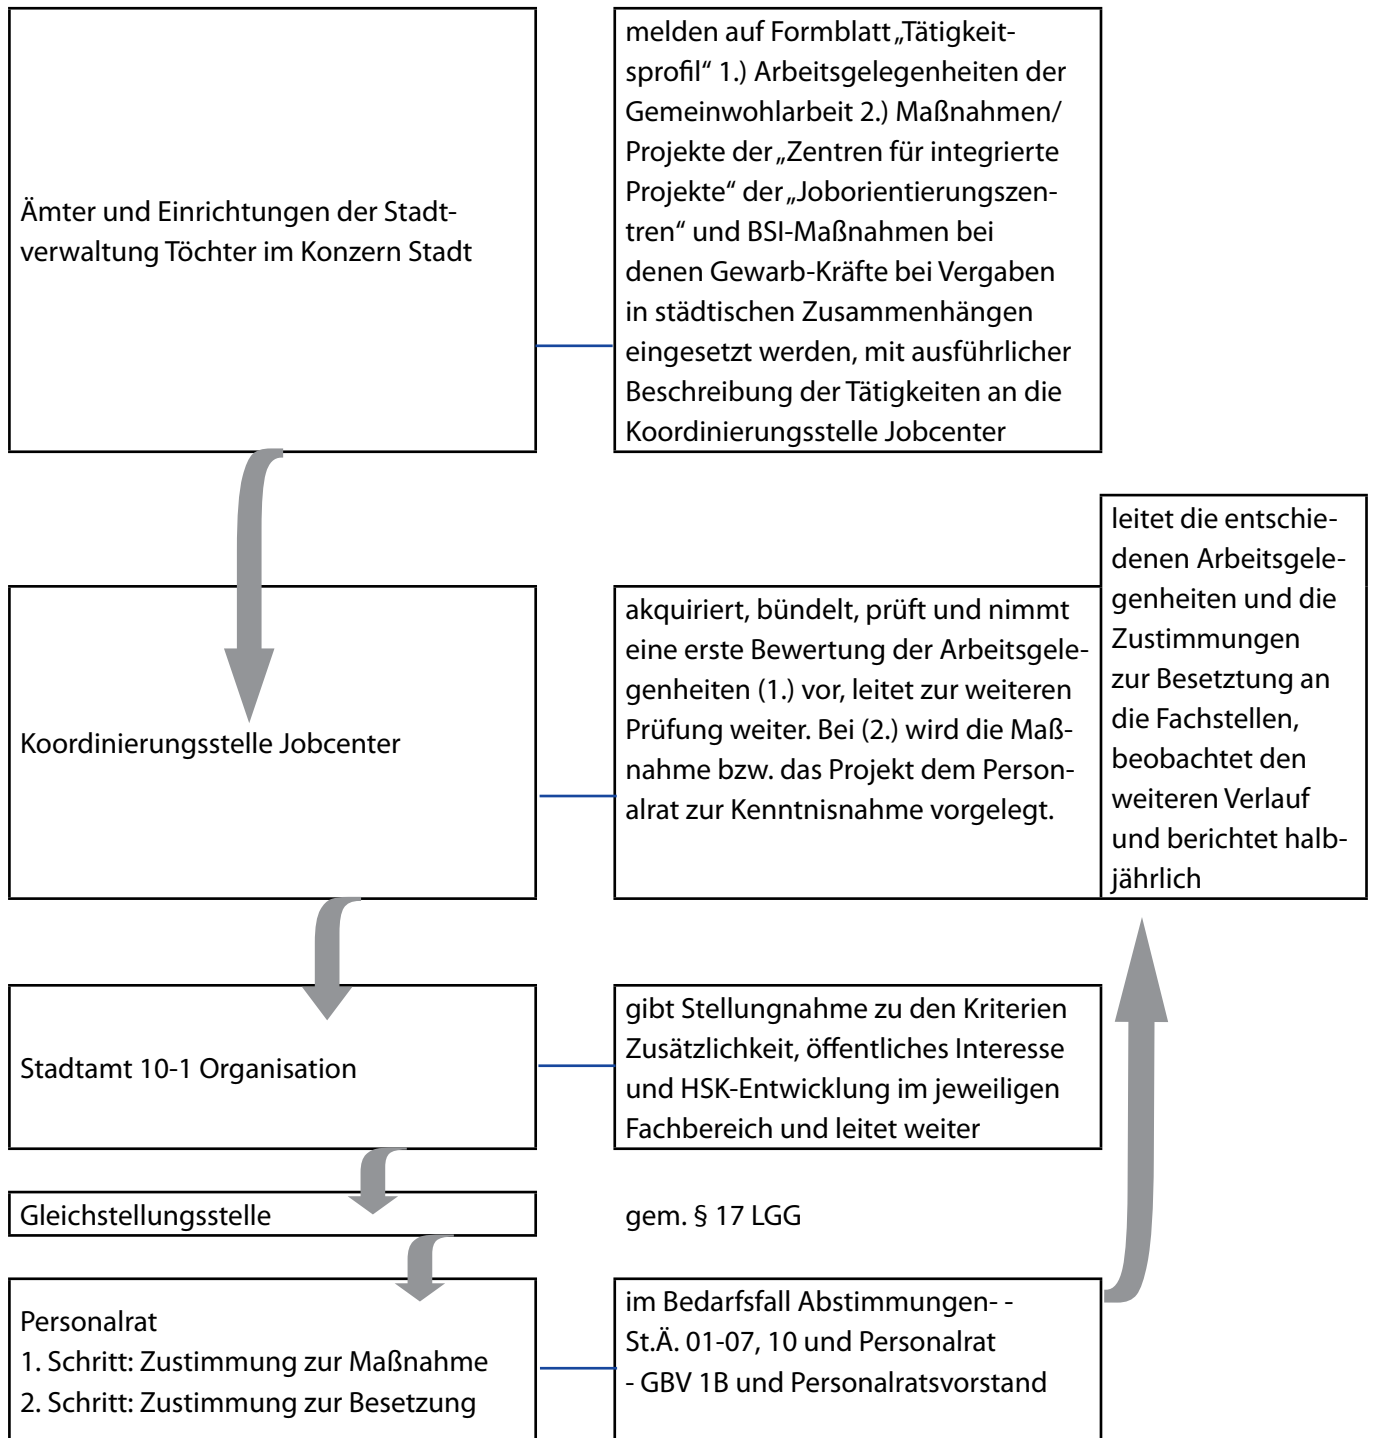 Ämter und Einrichtungen der Stadt-
verwaltung Töchter im Konzern Stadt
melden auf Formblatt „Tätigkeit-
sprofil“ 1.) Arbeitsgelegenheiten der
Gemeinwohlarbeit 2.) Maßnahmen/
Projekte der „Zentren für integrierte
Projekte“ der „Joborientierungszen-
tren“ und BSI-Maßnahmen bei
denen Gewarb-Kräfte bei Vergaben
in städtischen Zusammenhängen
eingesetzt werden, mit ausführlicher
Beschreibung der Tätigkeiten an die
Koordinierungsstelle Jobcenter
Koordinierungsstelle Jobcenter
akquiriert, bündelt, prüft und nimmt
eine erste Bewertung der Arbeitsgele-
genheiten (1.) vor, leitet zur weiteren
Prüfung weiter. Bei (2.) wird die Maß-
nahme bzw. das Projekt dem Person-
alrat zur Kenntnisnahme vorgelegt.
leitet die entschie-
denen Arbeitsgele-
genheiten und die
Zustimmungen
zur Besetztung an
die Fachstellen,
beobachtet den
weiteren Verlauf
und berichtet halb-
jährlich
Stadtamt 10-1 Organisation
gibt Stellungnahme zu den Kriterien
Zusätzlichkeit, öffentliches Interesse
und HSK-Entwicklung im jeweiligen
Fachbereich und leitet weiter
Gleichstellungsstelle
gem. § 17 LGG
Personalrat
1. Schritt: Zustimmung zur Maßnahme
2. Schritt: Zustimmung zur Besetzung
im Bedarfsfall Abstimmungen- -
St.Ä. 01-07, 10 und Personalrat
- GBV 1B und Personalratsvorstand